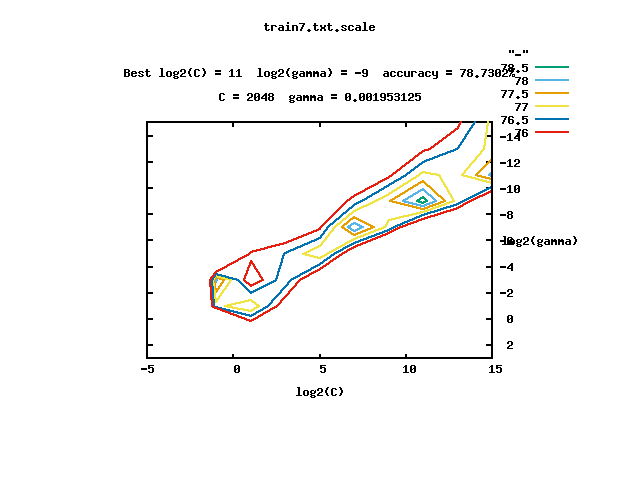 train7.txt.scale
"-"
Best log2(C) = 11 log2(gamma) = -9 accuracy = 78.7302%
78.5
78
77.5
C = 2048 gamma = 0.001953125
77
76.5
76
-14
-12
-10
-8
-6
log2(gamma)
-4
-2
0
2
-5 0 5 10 15
log2(C)